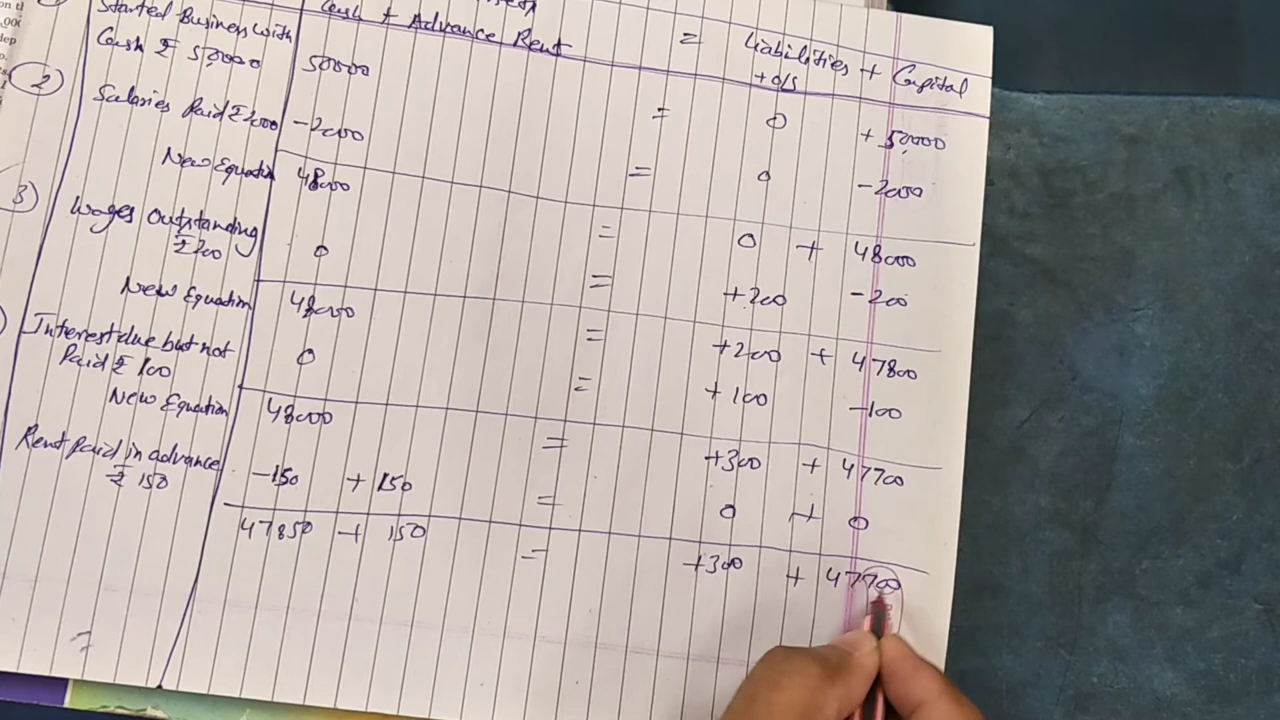 Started Business with
Cash ₹ 50000
Cash + Advance Rent = Liabilities + Capital
+o/s
50000 = 0 + 50000
2
Salaries Paid ₹2000 -2000 = 0 -2000
New Equation 48000 = 0 + 48000
3
Wages Outstanding
₹200 0 = +200 -200
New Equation 48000 = +200 + 47800
Interest due but not
Paid ₹ 100 0 = +100 -100
New Equation 48000 = +300 + 47700
Rent Paid in advance
₹ 150 -150 + 150 = 0 + 0
47850 + 150 = +300 + 47700